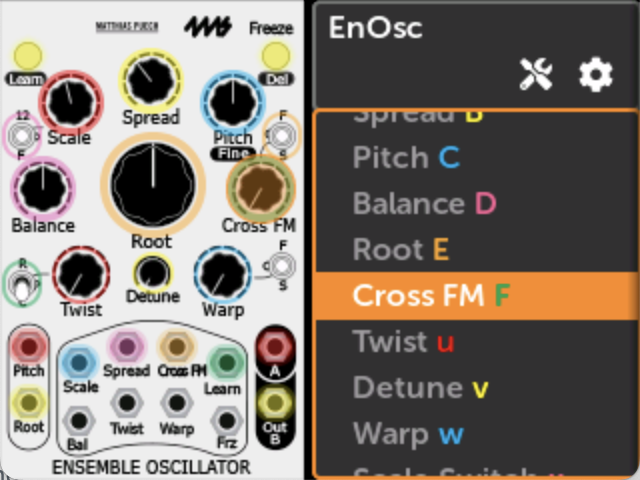 MATTHIAS PUECH
Freeze
Learn
Del
Scale
Spread
Pitch
12
F
F
S
Fine
Balance
Root
Cross FM
R
P
F
S
Twist
Detune
Warp
Pitch
Scale
Spread
Cross FM
Learn
A
Root
Bal
Twist
Warp
Frz
Out
B
ENSEMBLE OSCILLATOR
EnOsc
Spread B
Pitch C
Balance D
Root E
Cross FM F
Twist u
Detune v
Warp w
Scale Switch x